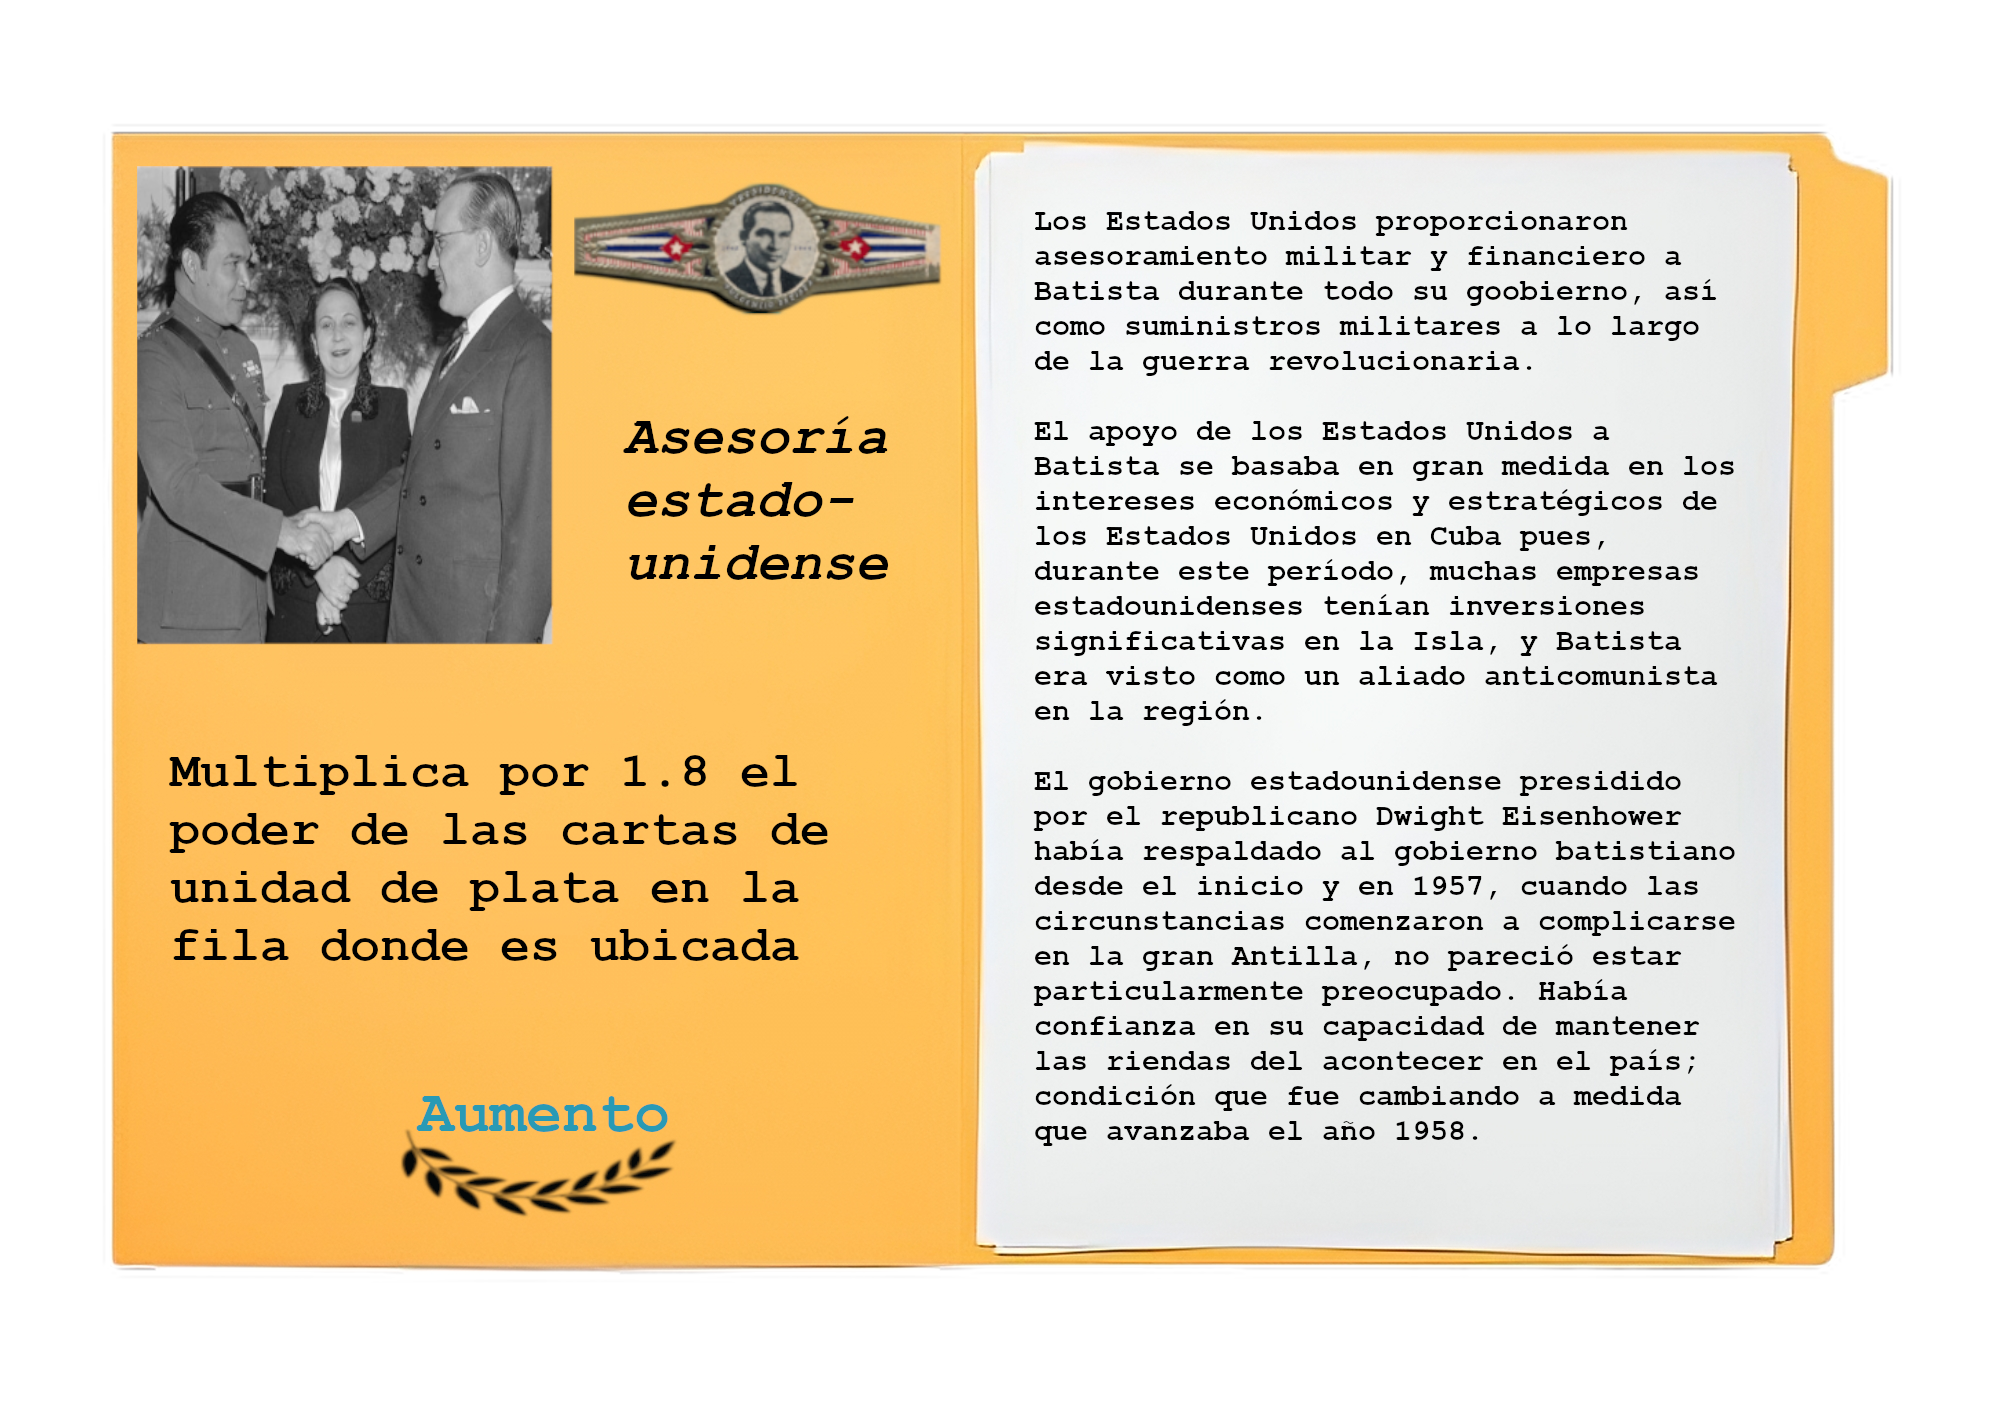 Asesoría
estado-
unidense
Multiplica por 1.8 el
poder de las cartas de
unidad de plata en la
fila donde es ubicada
Aumento
Los Estados Unidos proporcionaron
asesoramiento militar y financiero a
Batista durante todo su goobierno, así
como suministros militares a lo largo
de la guerra revolucionaria.
El apoyo de los Estados Unidos a
Batista se basaba en gran medida en los
intereses económicos y estratégicos de
los Estados Unidos en Cuba pues,
durante este período, muchas empresas
estadounidenses tenían inversiones
significativas en la Isla, y Batista
era visto como un aliado anticomunista
en la región.
El gobierno estadounidense presidido
por el republicano Dwight Eisenhower
había respaldado al gobierno batistiano
desde el inicio y en 1957, cuando las
circunstancias comenzaron a complicarse
en la gran Antilla, no pareció estar
particularmente preocupado. Había
confianza en su capacidad de mantener
las riendas del acontecer en el país;
condición que fue cambiando a medida
que avanzaba el año 1958.